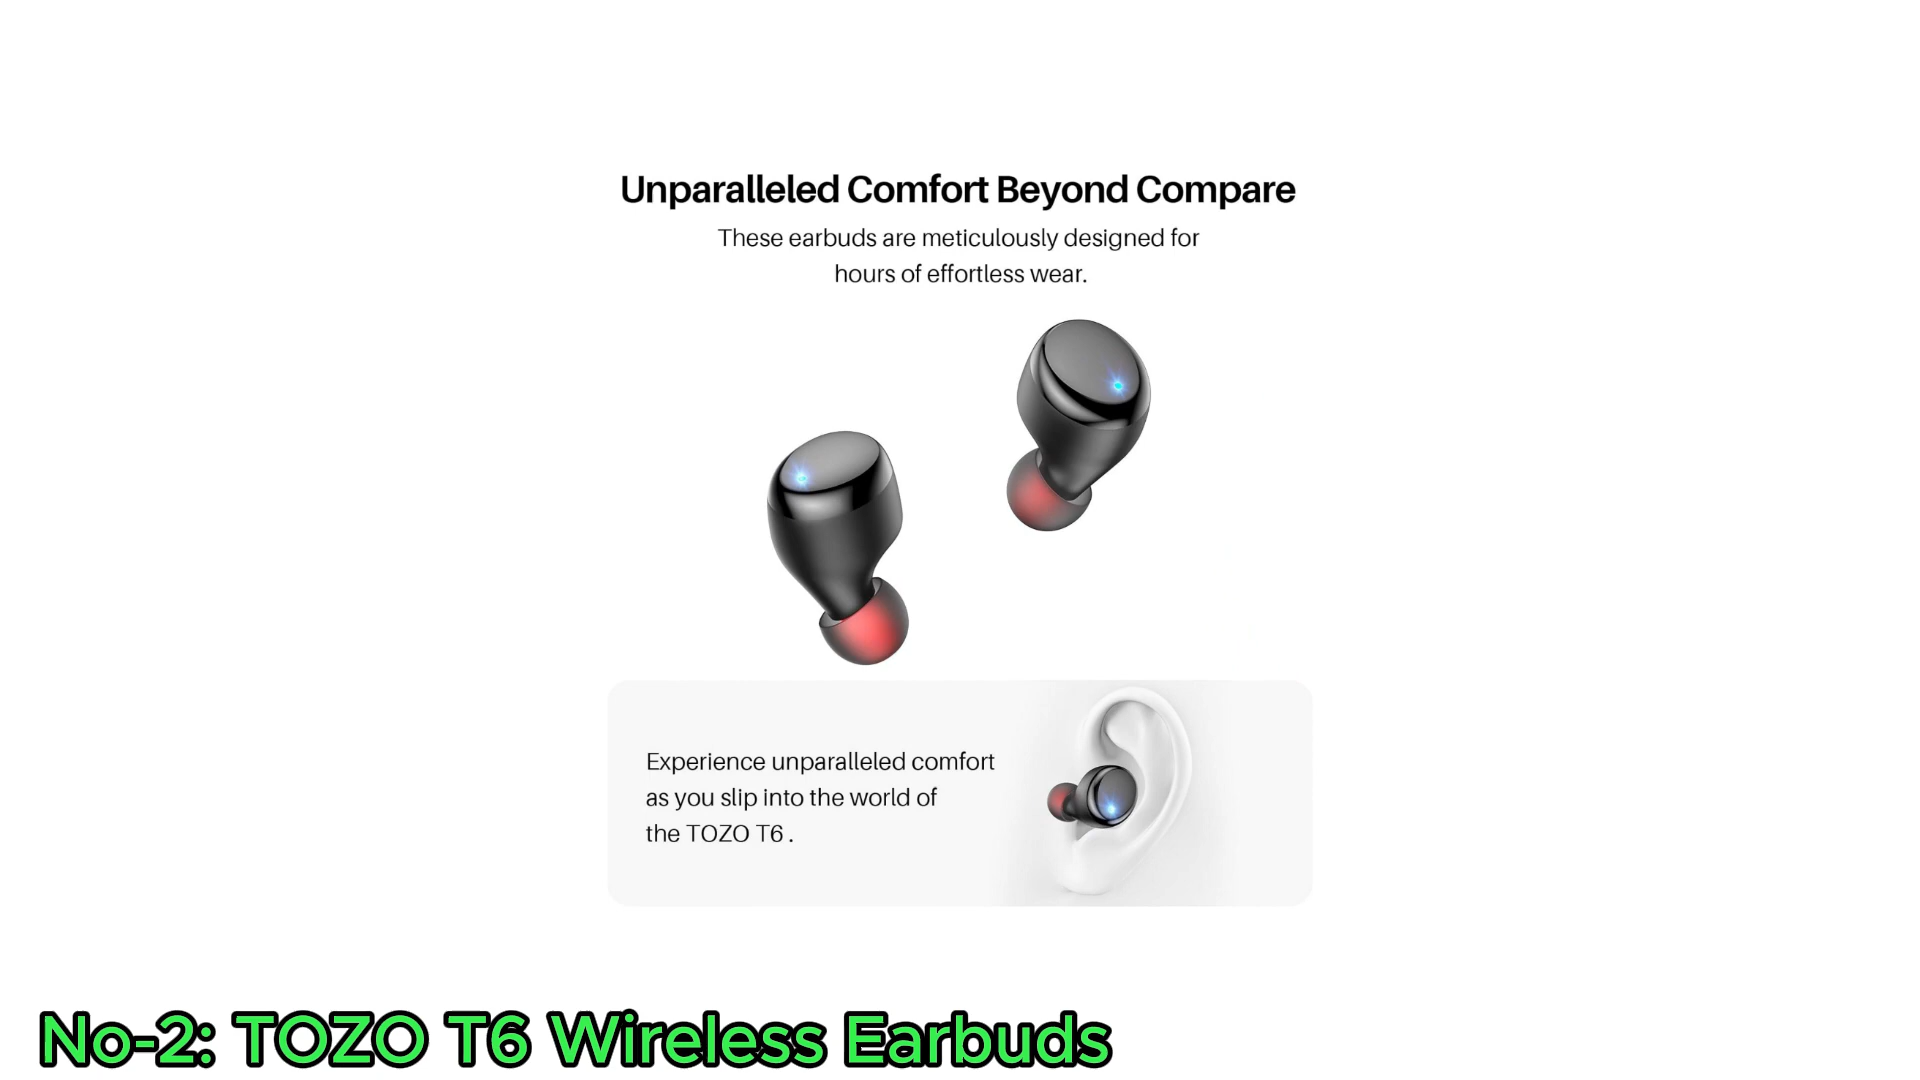 Unparalleled Comfort Beyond Compare
These earbuds are meticulously designed for
hours of effortless wear.
Experience unparalleled comfort
as you slip into the world of
the TOZO T6 .
No-2: TOZO T6 Wireless Earbuds